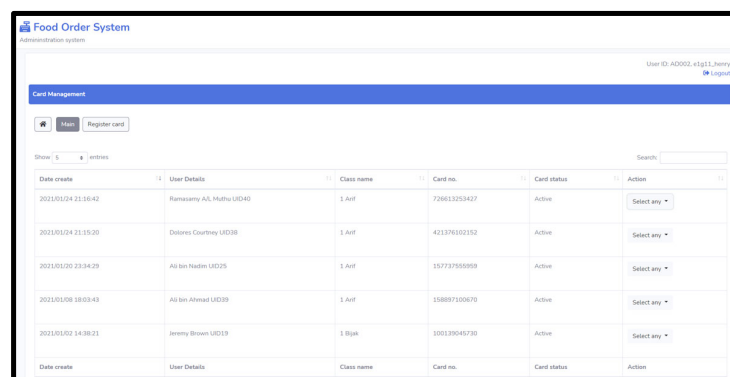 Food Order System
Admininstration system
User ID: AD002, e1g11_henry
Logout
Card Management
Main Register card
Show 5 entries Search:
Date create User Details Class name Card no. Card status Action
2021/01/24 21:16:42 Ramasamy A/L Muthu UID40 1 Arif 726613253427 Active Select any
2021/01/24 21:15:20 Dolores Courtney UID38 1 Arif 421376102152 Active Select any
2021/01/20 23:34:29 Ali bin Nadim UID25 1 Arif 157737555959 Active Select any
2021/01/08 18:03:43 Ali bin Ahmad UID39 1 Arif 158897100670 Active Select any
2021/01/02 14:38:21 Jeremy Brown UID19 1 Bijak 100139045730 Active Select any
Date create User Details Class name Card no. Card status Action